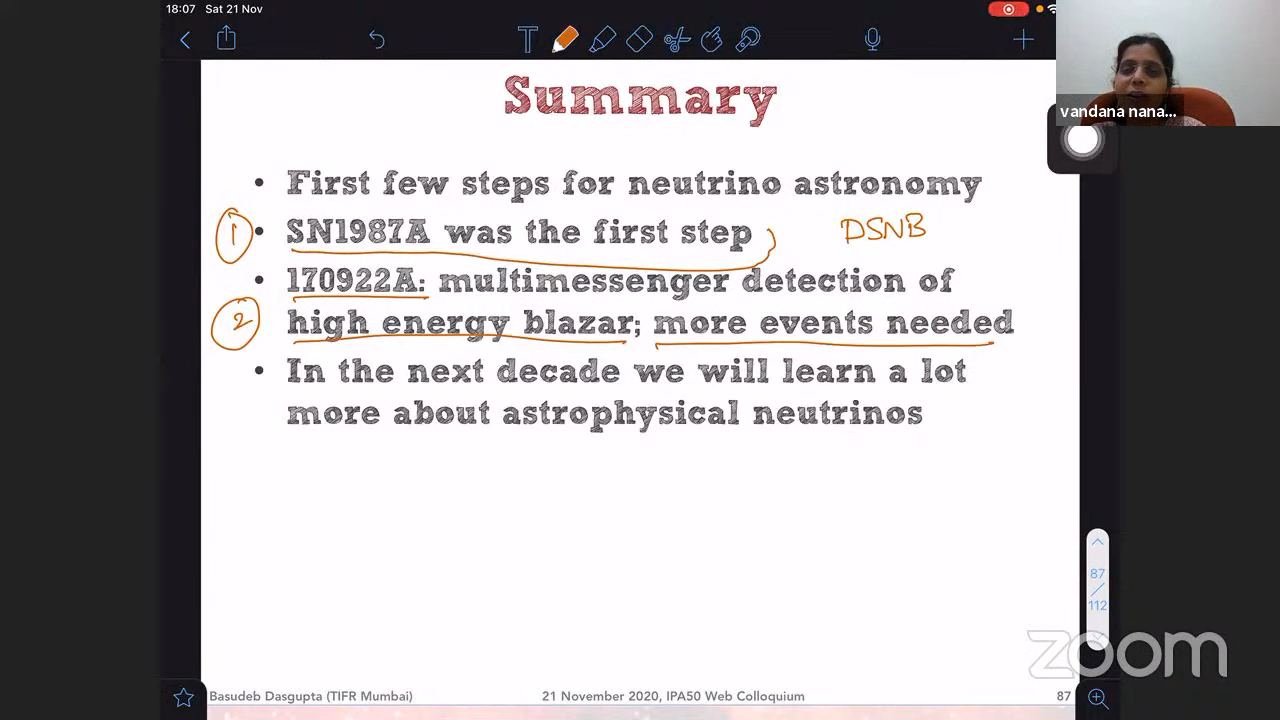 18:07 Sat 21 Nov
T
vandana nana...
Summary
• First few steps for neutrino astronomy
1 • SN1987A was the first step DSNB
• 170922A: multimessenger detection of
2 high energy blazar; more events needed
• In the next decade we will learn a lot
more about astrophysical neutrinos
87
/
112
zoom
Basudeb Dasgupta (TIFR Mumbai) 21 November 2020, IPA50 Web Colloquium 87